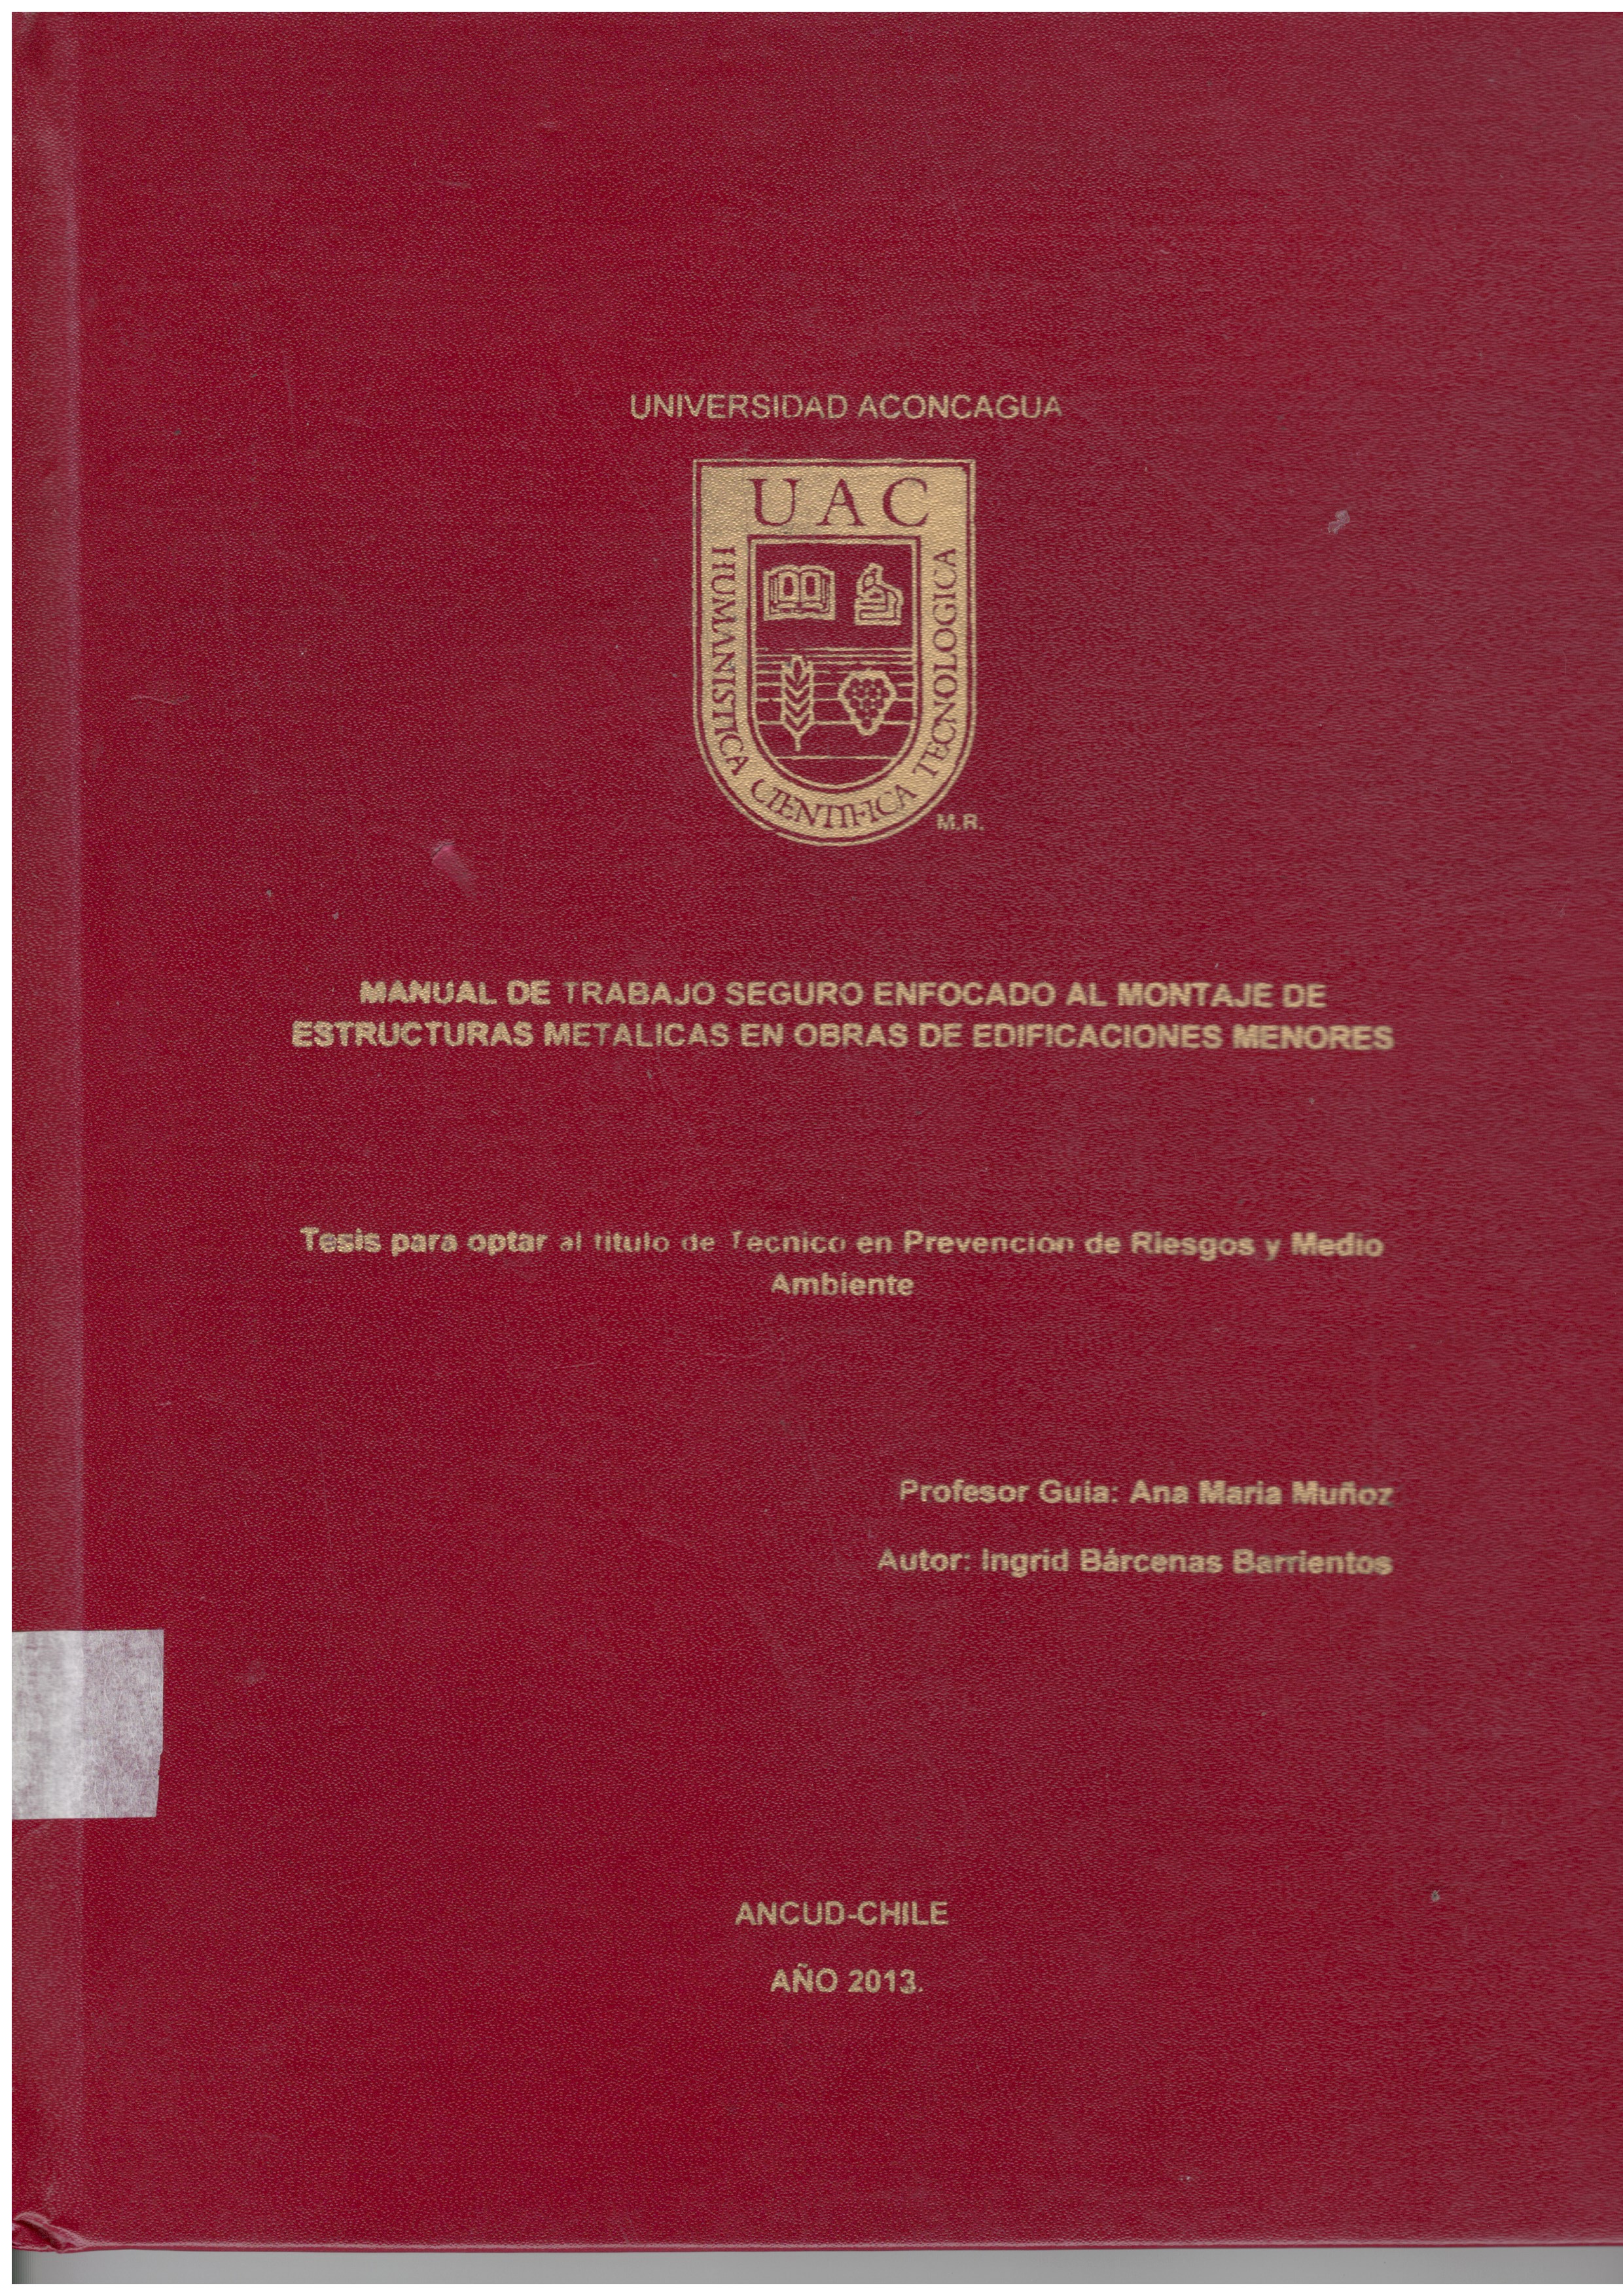 UNIVERSIDAD ACONCAGUA
UAC
HUMANISTICA CIENTIFICA TECNOLOGICA
M.R.
MANUAL DE TRABAJO SEGURO ENFOCADO AL MONTAJE DE
ESTRUCTURAS METALICAS EN OBRAS DE EDIFICACIONES MENORES
Tesis para optar al titulo de Tecnico en Prevencion de Riesgos y Medio
Ambiente
Profesor Guia: Ana Maria Muñoz
Autor: Ingrid Bárcenas Barrientos
ANCUD-CHILE
AÑO 2013.